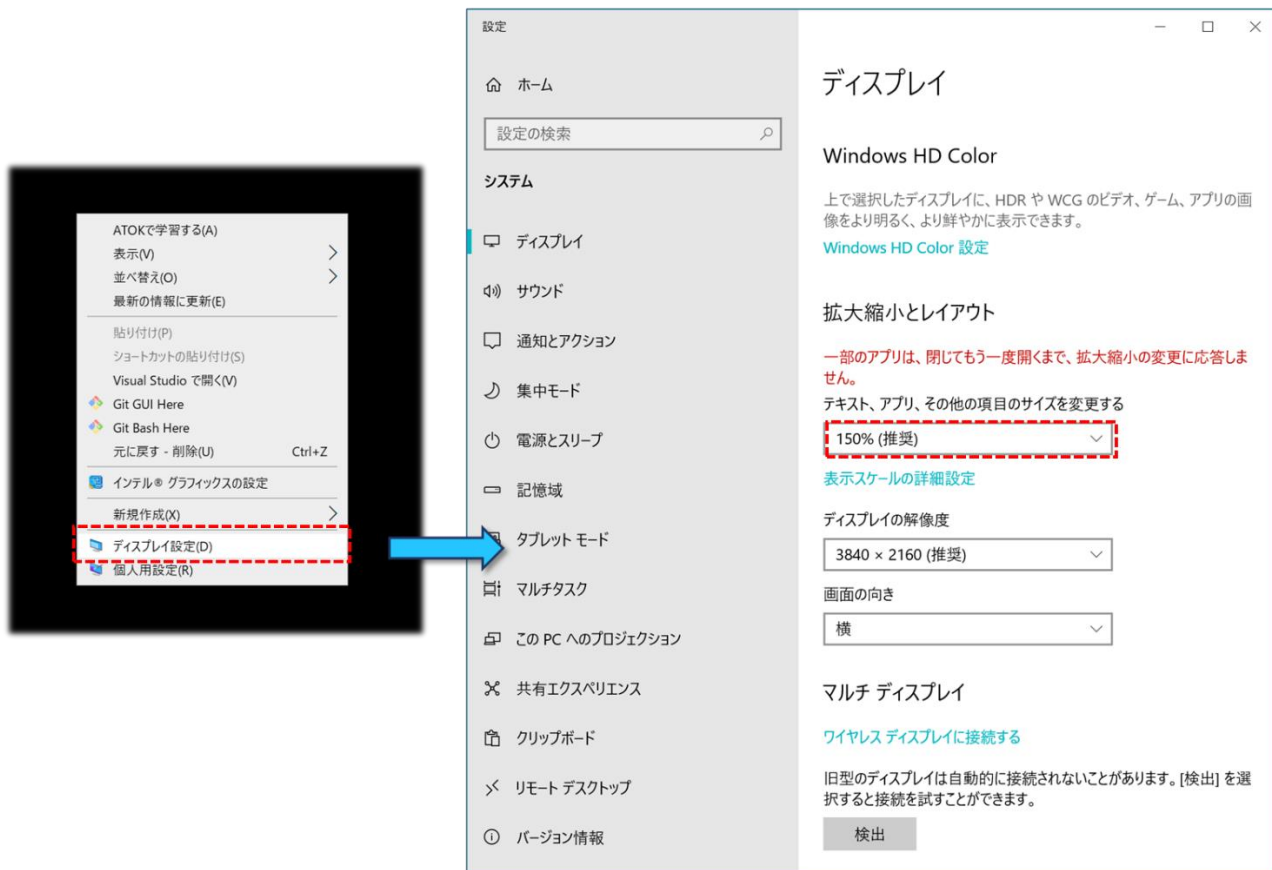 ATOKで学習する(A)
表示(V)
並べ替え(O)
最新の情報に更新(E)
貼り付け(P)
ショートカットの貼り付け(S)
Visual Studio で開く(V)
Git GUI Here
Git Bash Here
元に戻す - 削除(U) Ctrl+Z
インテル® グラフィックスの設定
新規作成(X)
ディスプレイ設定(D)
個人用設定(R)
設定
ホーム
設定の検索
システム
ディスプレイ
サウンド
通知とアクション
集中モード
電源とスリープ
記憶域
タブレット モード
マルチタスク
この PC へのプロジェクション
共有エクスペリエンス
クリップボード
リモート デスクトップ
バージョン情報
ディスプレイ
Windows HD Color
上で選択したディスプレイに、HDR や WCG のビデオ、ゲーム、アプリの画
像をより明るく、より鮮やかに表示できます。
Windows HD Color 設定
拡大縮小とレイアウト
一部のアプリは、閉じてもう一度開くまで、拡大縮小の変更に応答しま
せん。
テキスト、アプリ、その他の項目のサイズを変更する
150% (推奨)
表示スケールの詳細設定
ディスプレイの解像度
3840 × 2160 (推奨)
画面の向き
横
マルチ ディスプレイ
ワイヤレス ディスプレイに接続する
旧型のディスプレイは自動的に接続されないことがあります。[検出] を選
択すると接続を試すことができます。
検出